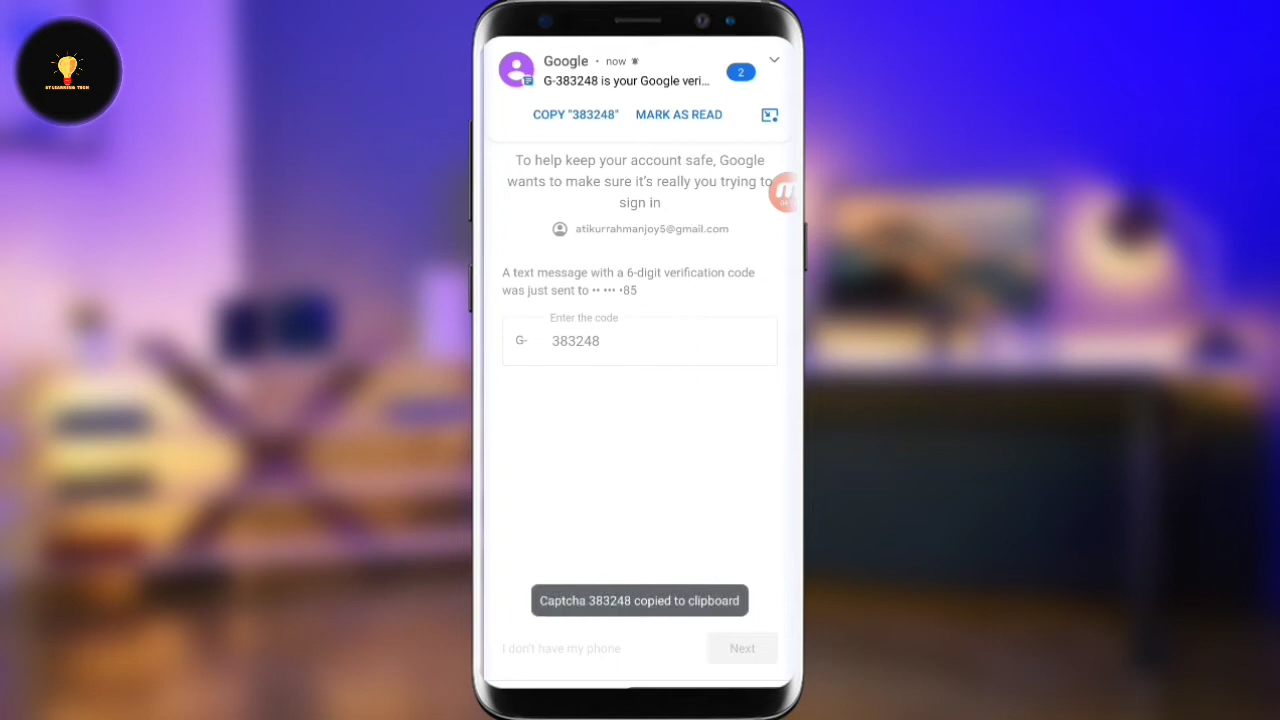 Google • now
G-383248 is your Google veri...
2
COPY "383248" MARK AS READ
To help keep your account safe, Google
wants to make sure it's really you trying to
sign in
atikurrahmanjoy5@gmail.com
A text message with a 6-digit verification code
was just sent to •• ••• •85
Enter the code
G- 383248
Captcha 383248 copied to clipboard
I don't have my phone
Next